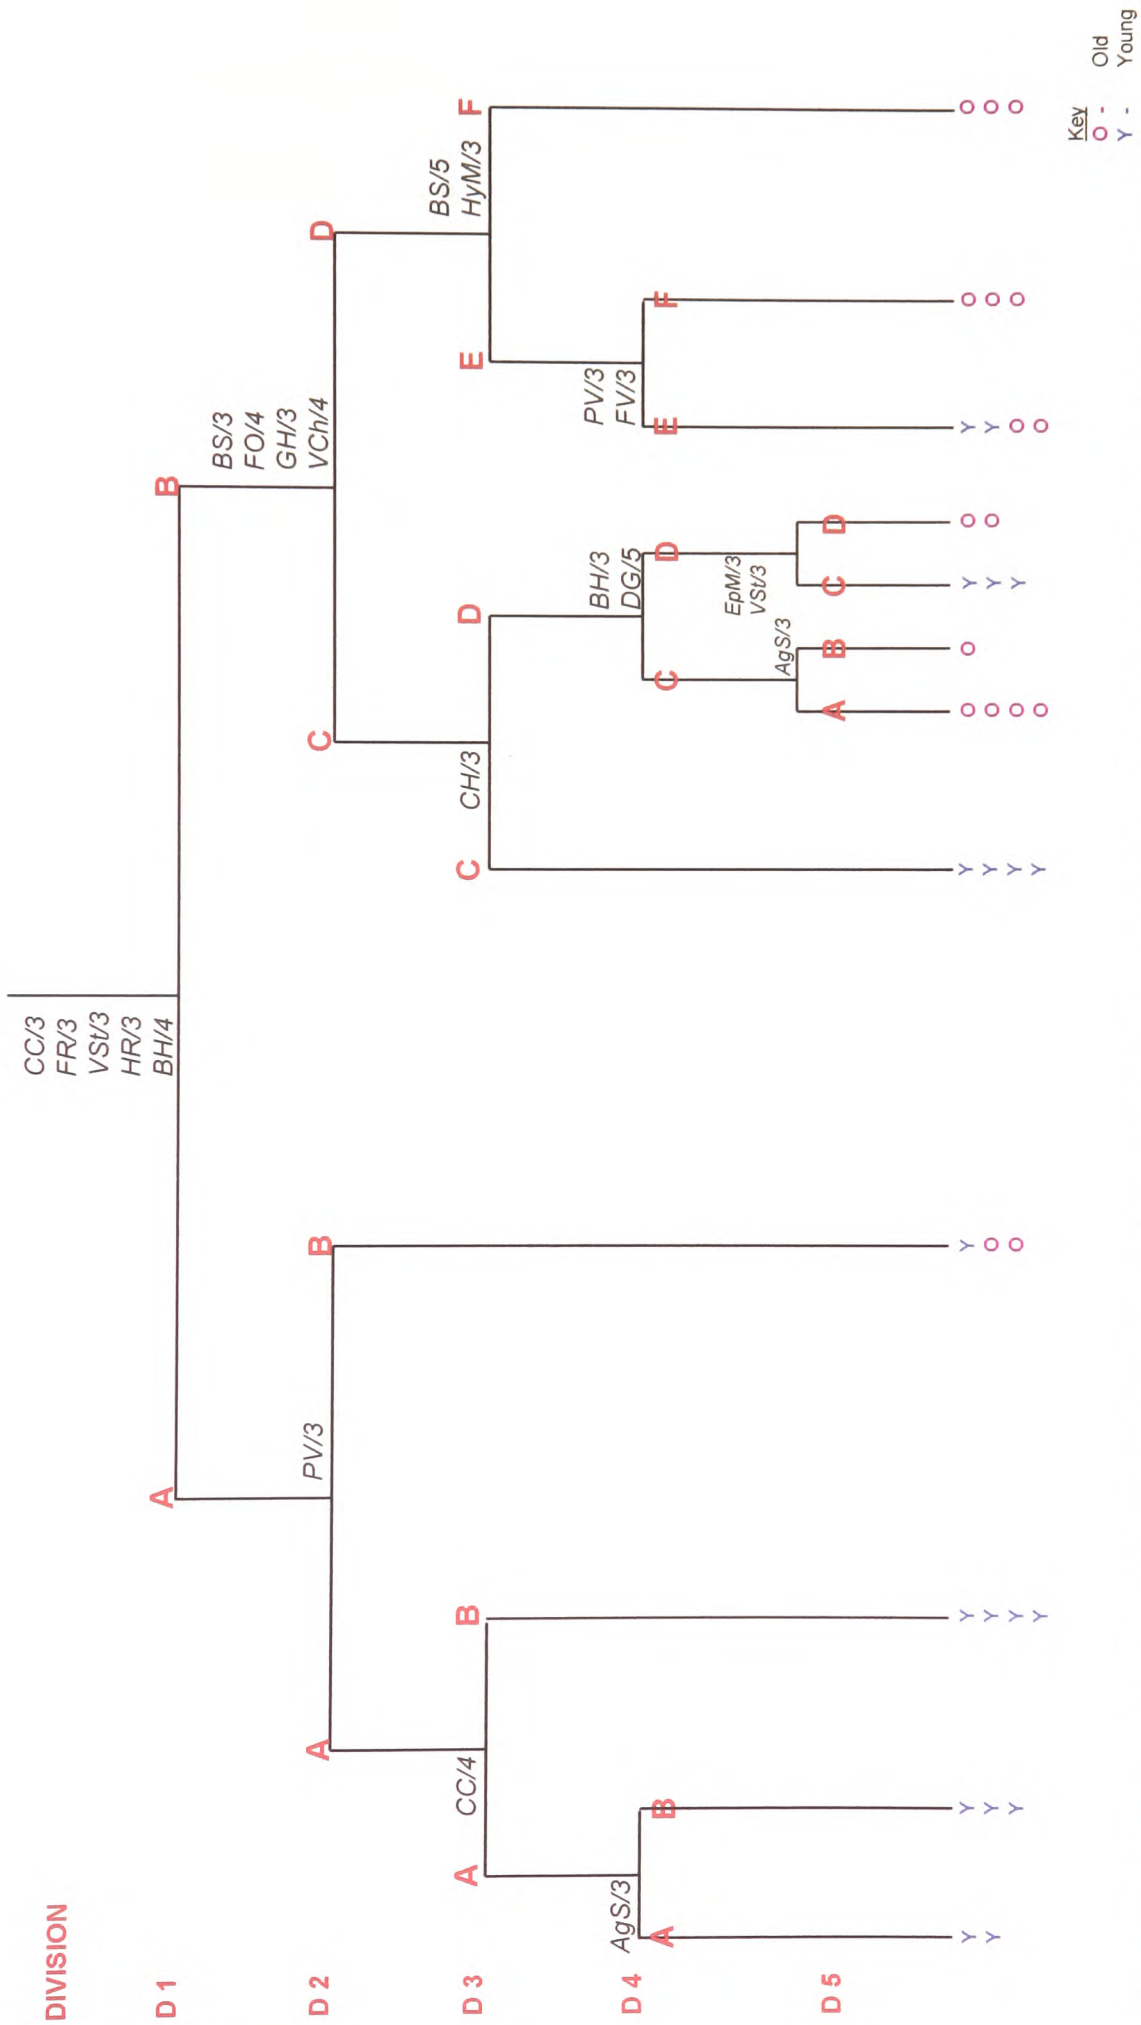 DIVISION
CC/3
FR/3
VSt/3
HR/3
BH/4
D 1
A
B
PV/3
BS/3
FO/4
GH/3
VCh/4
D 2
A
B
C
D
CC/4
CH/3
BS/5
HyM/3
D 3
A
B
C
D
E
F
AgS/3
BH/3
DG/5
PV/3
FV/3
D 4
A
B
C
D
E
F
AgS/3
EpM/3
VSt/3
D 5
A
B
C
D
Y Y Y Y Y Y O O Y O Y O O
Y Y Y O Y O Y O Y O O
Y Y O Y O Y O O O
Y Y O O
Key
O - Old
Y - Young